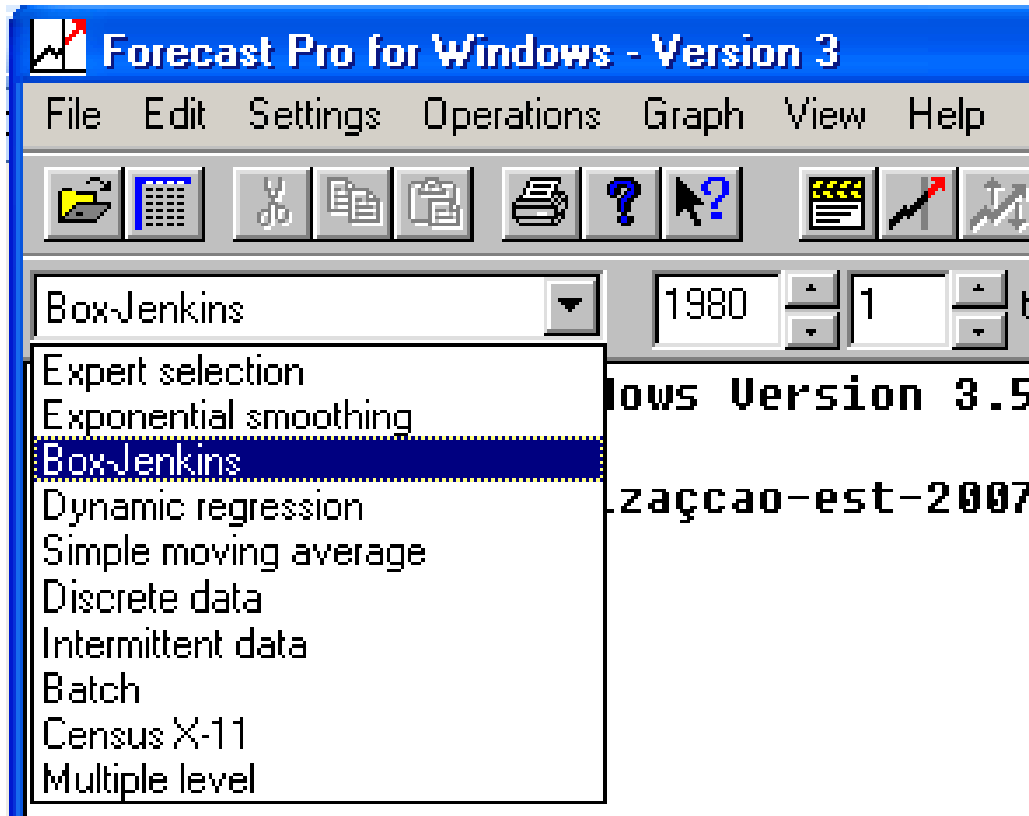 Forecast Pro for Windows - Version 3
File Edit Settings Operations Graph View Help
Box-Jenkins 1980 1 t
Expert selection
Exponential smoothing
Box-Jenkins
Dynamic regression
Simple moving average
Discrete data
Intermittent data
Batch
Census X-11
Multiple level
dows Version 3.5
.zaçcao-est-2007